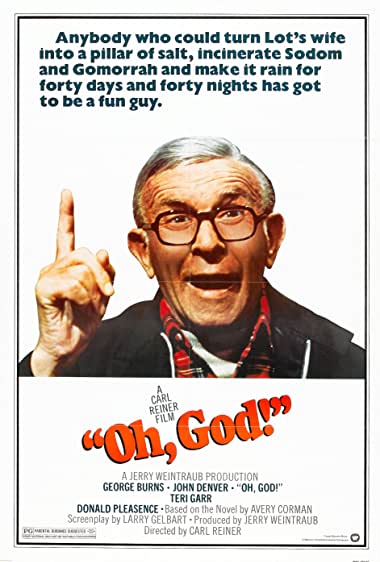 Anybody who could turn Lot's wife
into a pillar of salt, incinerate Sodom
and Gomorrah and make it rain for
forty days and forty nights has got
to be a fun guy.
A
CARL
REINER
FILM
"Oh, God!"
A JERRY WEINTRAUB PRODUCTION
GEORGE BURNS • JOHN DENVER • "OH, GOD!"
TERI GARR
DONALD PLEASENCE • Based on the Novel by AVERY CORMAN
Screenplay by LARRY GELBART • Produced by JERRY WEINTRAUB
Directed by CARL REINER
PG